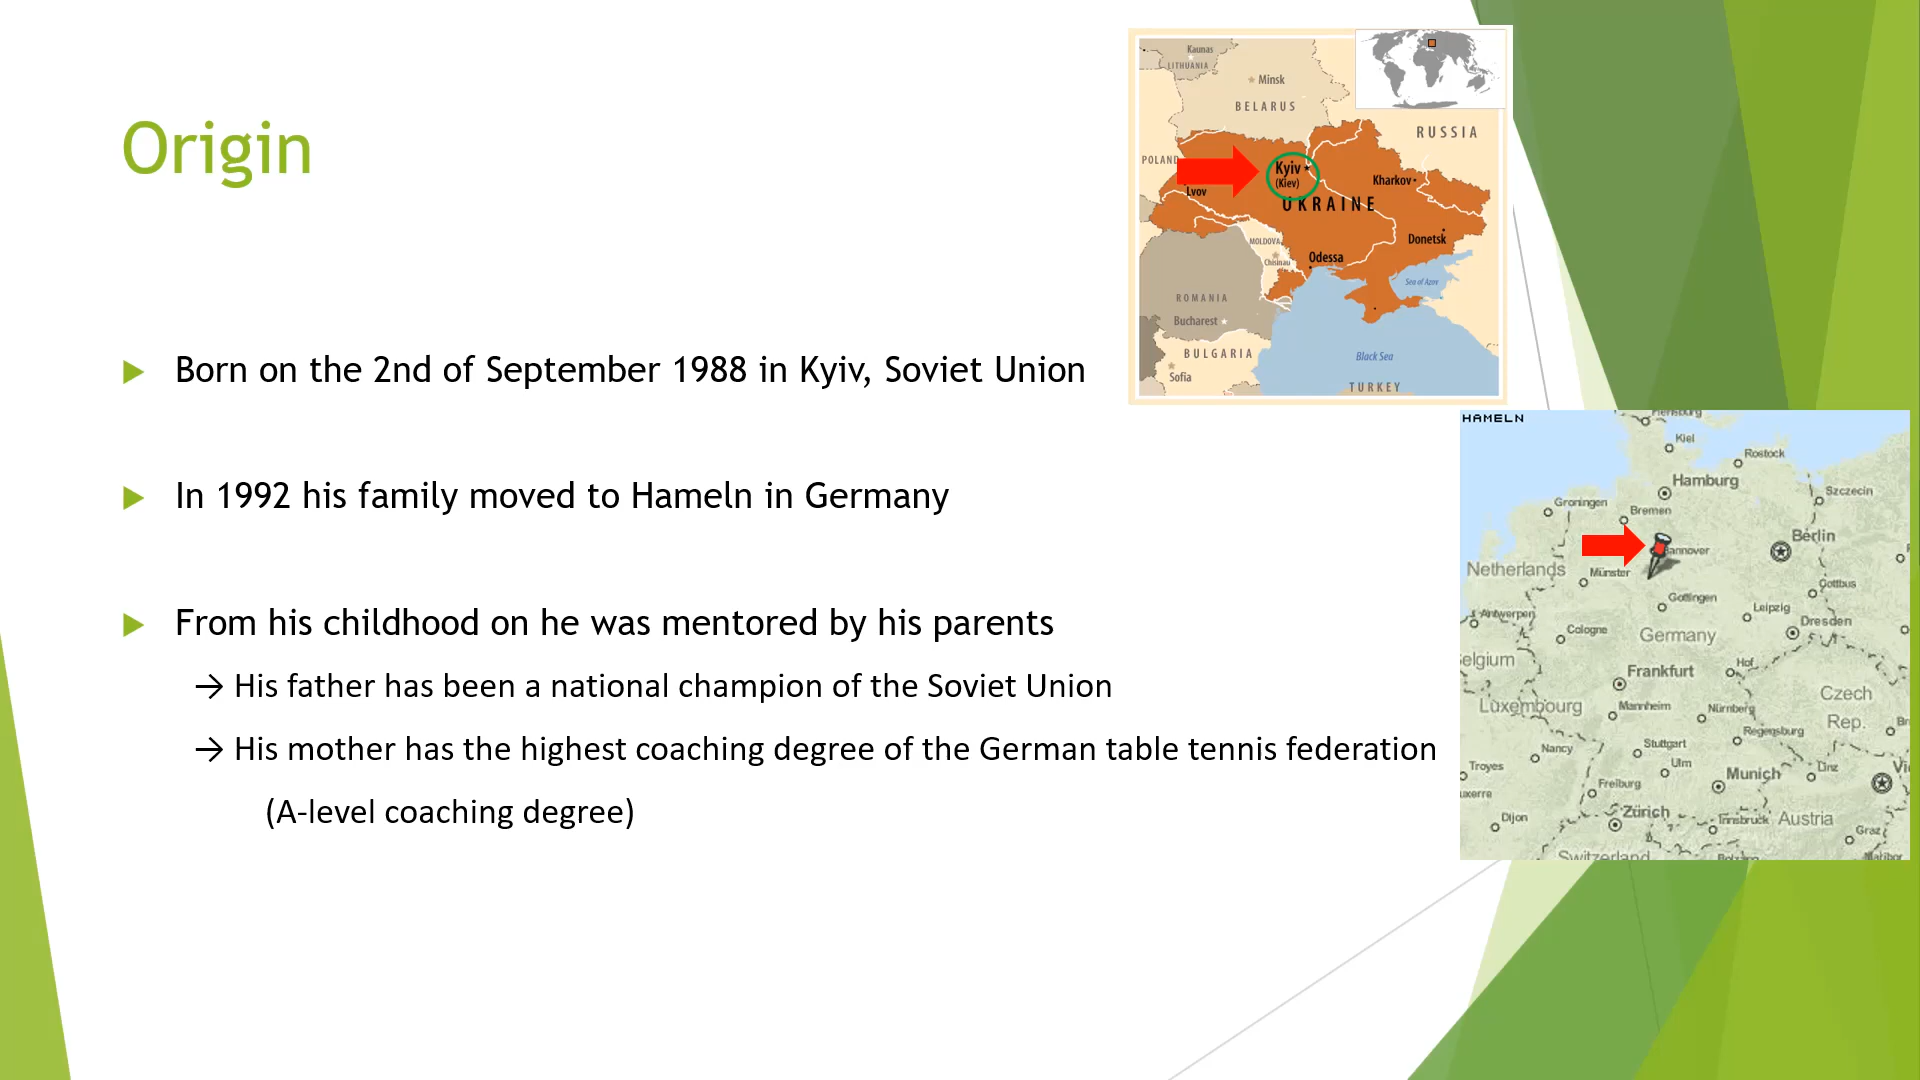 Origin
Born on the 2nd of September 1988 in Kyiv, Soviet Union
In 1992 his family moved to Hameln in Germany
From his childhood on he was mentored by his parents
→ His father has been a national champion of the Soviet Union
→ His mother has the highest coaching degree of the German table tennis federation
(A-level coaching degree)
Kaunas
LITHUANIA
Minsk
BELARUS
RUSSIA
POLAND
Kyiv
(Kiev)
Kharkov
Lvov
UKRAINE
MOLDOVA
Donetsk
Chisinau
Odessa
Sea of Azov
ROMANIA
Bucharest
BULGARIA
Black Sea
Sofia
TURKEY
HAMELN
Flensburg
Kiel
Rostock
Hamburg
Szczecin
Groningen
Bremen
Berlin
Hannover
Netherlands
Münster
Cottbus
Gottingen
Leipzig
Antwerpen
Dresden
Cologne
Germany
elgium
Hof
Frankfurt
Czech
Rep.
Luxembourg
Mannheim
Nürnberg
Br
Regensburg
Nancy
Stuttgart
Troyes
Ulm
Linz
Vi
Munich
Freiburg
uxerre
Zürich
Dijon
Innsbruck
Austria
Graz
Switzerland